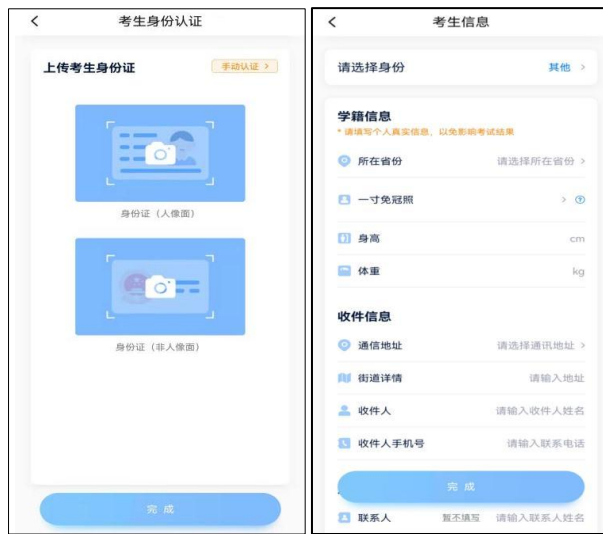 考生身份认证
上传考生身份证
手动认证 >
身份证（人像面）
身份证（非人像面）
完成
考生信息
请选择身份 其他 >
学籍信息
* 请填写个人真实信息，以免影响考试结果
所在省份 请选择所在省份 >
一寸免冠照 >
身高 cm
体重 kg
收件信息
通信地址 请选择通讯地址 >
街道详情 请输入地址
收件人 请输入收件人姓名
收件人手机号 请输入联系电话
完成
联系人 暂不填写 请输入联系人姓名